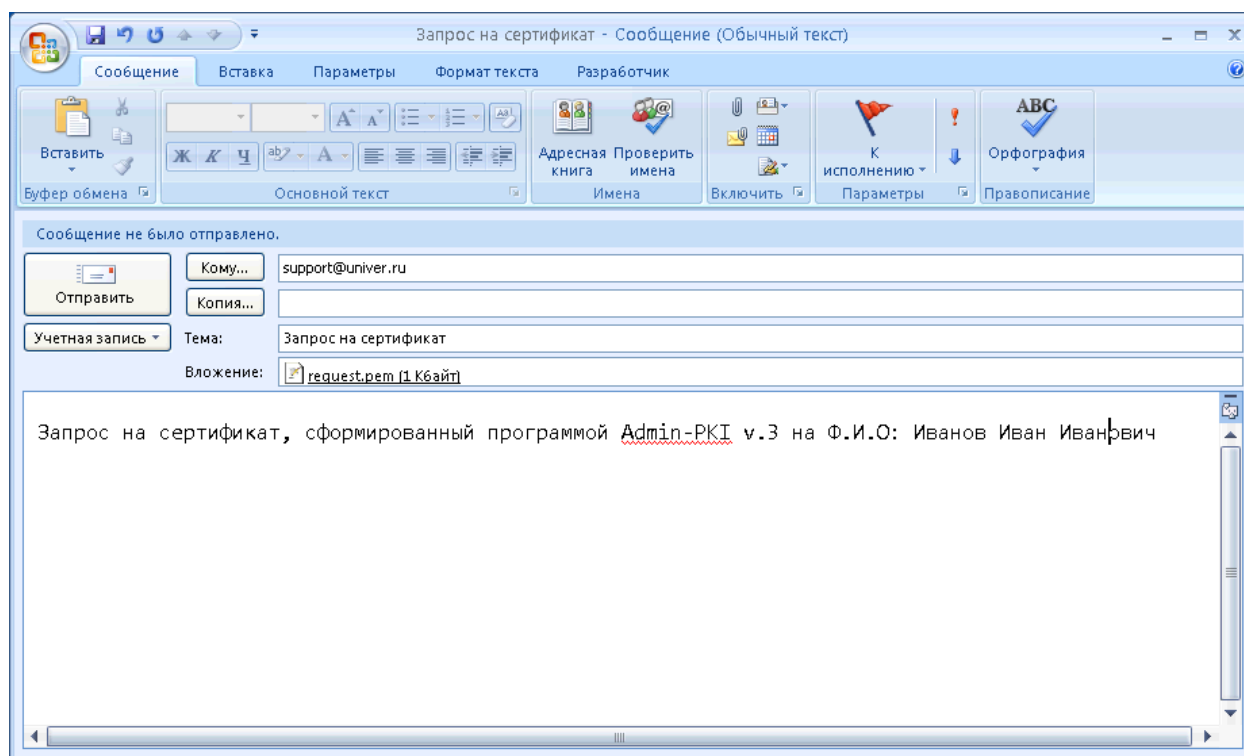 Запрос на сертификат - Сообщение (Обычный текст)
Сообщение Вставка Параметры Формат текста Разработчик
Вставить
Буфер обмена
Ж К Ч
Основной текст
Адресная книга
Проверить имена
Имена
Включить
К исполнению
Параметры
ABC
Орфография
Правописание
Сообщение не было отправлено.
Отправить
Кому... support@univer.ru
Копия...
Учетная запись
Тема: Запрос на сертификат
Вложение: request.pem (1 Кбайт)
Запрос на сертификат, сформированный программой Admin-PKI v.3 на Ф.И.О: Иванов Иван Иванович